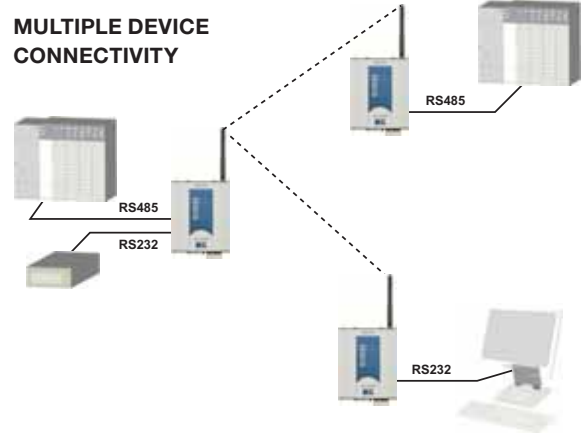 MULTIPLE DEVICE
CONNECTIVITY
RS485
RS485
RS232
RS232